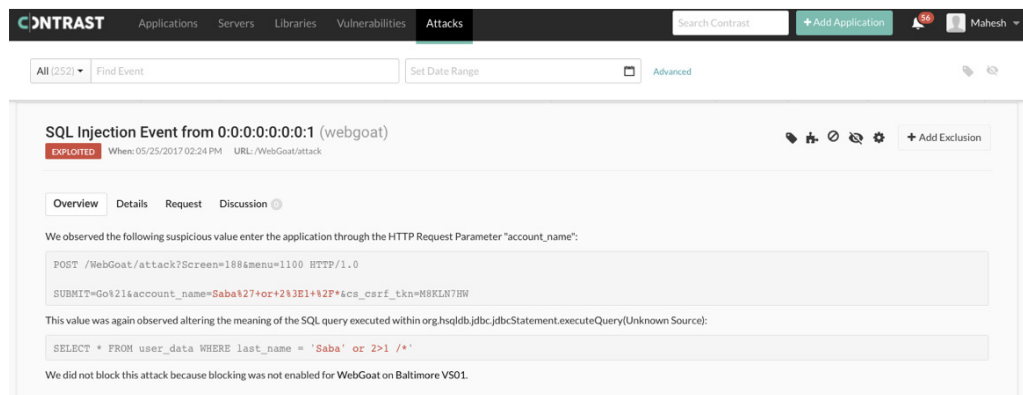 CONTRAST Applications Servers Libraries Vulnerabilities Attacks Search Contrast + Add Application 56 Mahesh
All (252) Find Event Set Date Range Advanced
SQL Injection Event from 0:0:0:0:0:0:0:1 (webgoat)
EXPLOITED When: 05/25/2017 02:24 PM URL: /WebGoat/attack
+ Add Exclusion
Overview Details Request Discussion 0
We observed the following suspicious value enter the application through the HTTP Request Parameter "account_name":
POST /WebGoat/attack?Screen=188&menu=1100 HTTP/1.0
SUBMIT=Go%21&account_name=Saba%27+or+2%3E1+%2F*&cs_csrf_tkn=M8KLN7HW
This value was again observed altering the meaning of the SQL query executed within org.hsqldb.jdbc.jdbcStatement.executeQuery(Unknown Source):
SELECT * FROM user_data WHERE last_name = 'Saba' or 2>1 /*'
We did not block this attack because blocking was not enabled for WebGoat on Baltimore VS01.